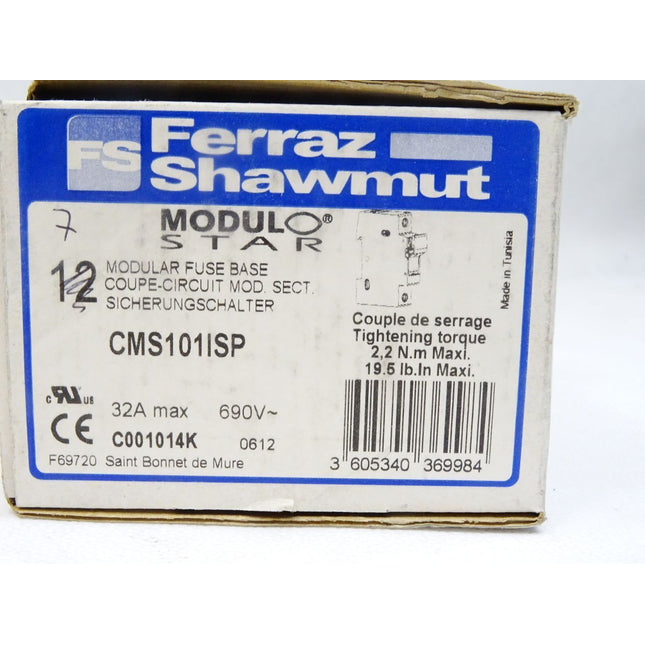 FS Ferraz
Shawmut
7
MODULO®
STAR
12 MODULAR FUSE BASE
COUPE-CIRCUIT MOD. SECT.
SICHERUNGSCHALTER
CMS101ISP
Made in Tunisia
Couple de serrage
Tightening torque
2,2 N.m Maxi.
19.5 lb.In Maxi.
c UR us
32A max 690V~
CE C001014K 0612
F69720 Saint Bonnet de Mure
3 605340 369984